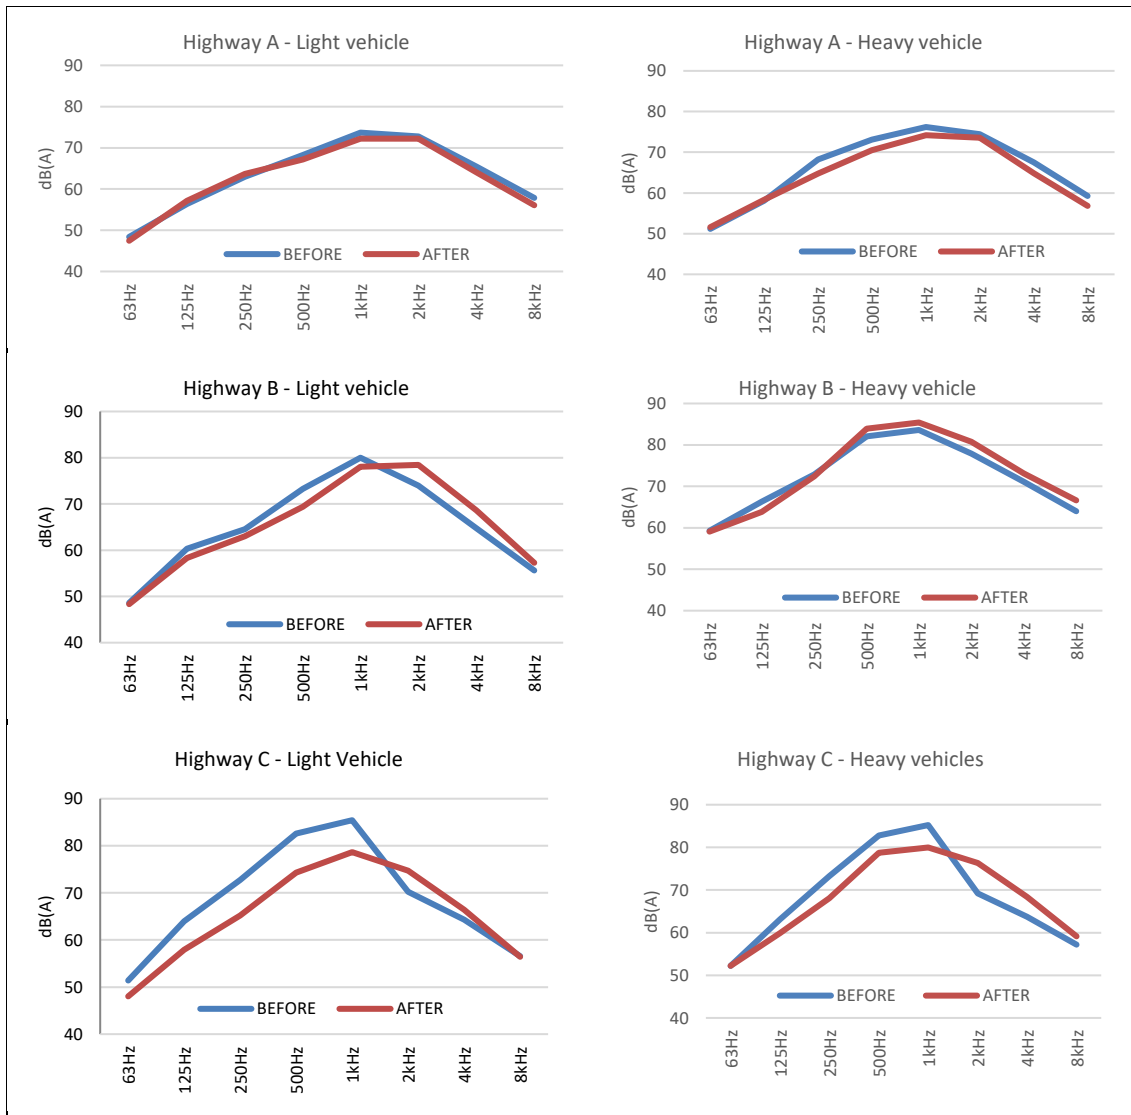 Highway A - Light vehicle
dB(A)
90
80
70
60
50
40
BEFORE
AFTER
63Hz
125Hz
250Hz
500Hz
1kHz
2kHz
4kHz
8kHz
Highway A - Heavy vehicle
dB(A)
90
80
70
60
50
40
BEFORE
AFTER
63Hz
125Hz
250Hz
500Hz
1kHz
2kHz
4kHz
8kHz
Highway B - Light vehicle
dB(A)
90
80
70
60
50
40
BEFORE
AFTER
63Hz
125Hz
250Hz
500Hz
1kHz
2kHz
4kHz
8kHz
Highway B - Heavy vehicle
dB(A)
90
80
70
60
50
40
BEFORE
AFTER
63Hz
125Hz
250Hz
500Hz
1kHz
2kHz
4kHz
8kHz
Highway C - Light Vehicle
dB(A)
90
80
70
60
50
40
BEFORE
AFTER
63Hz
125Hz
250Hz
500Hz
1kHz
2kHz
4kHz
8kHz
Highway C - Heavy vehicles
dB(A)
90
80
70
60
50
40
BEFORE
AFTER
63Hz
125Hz
250Hz
500Hz
1kHz
2kHz
4kHz
8kHz